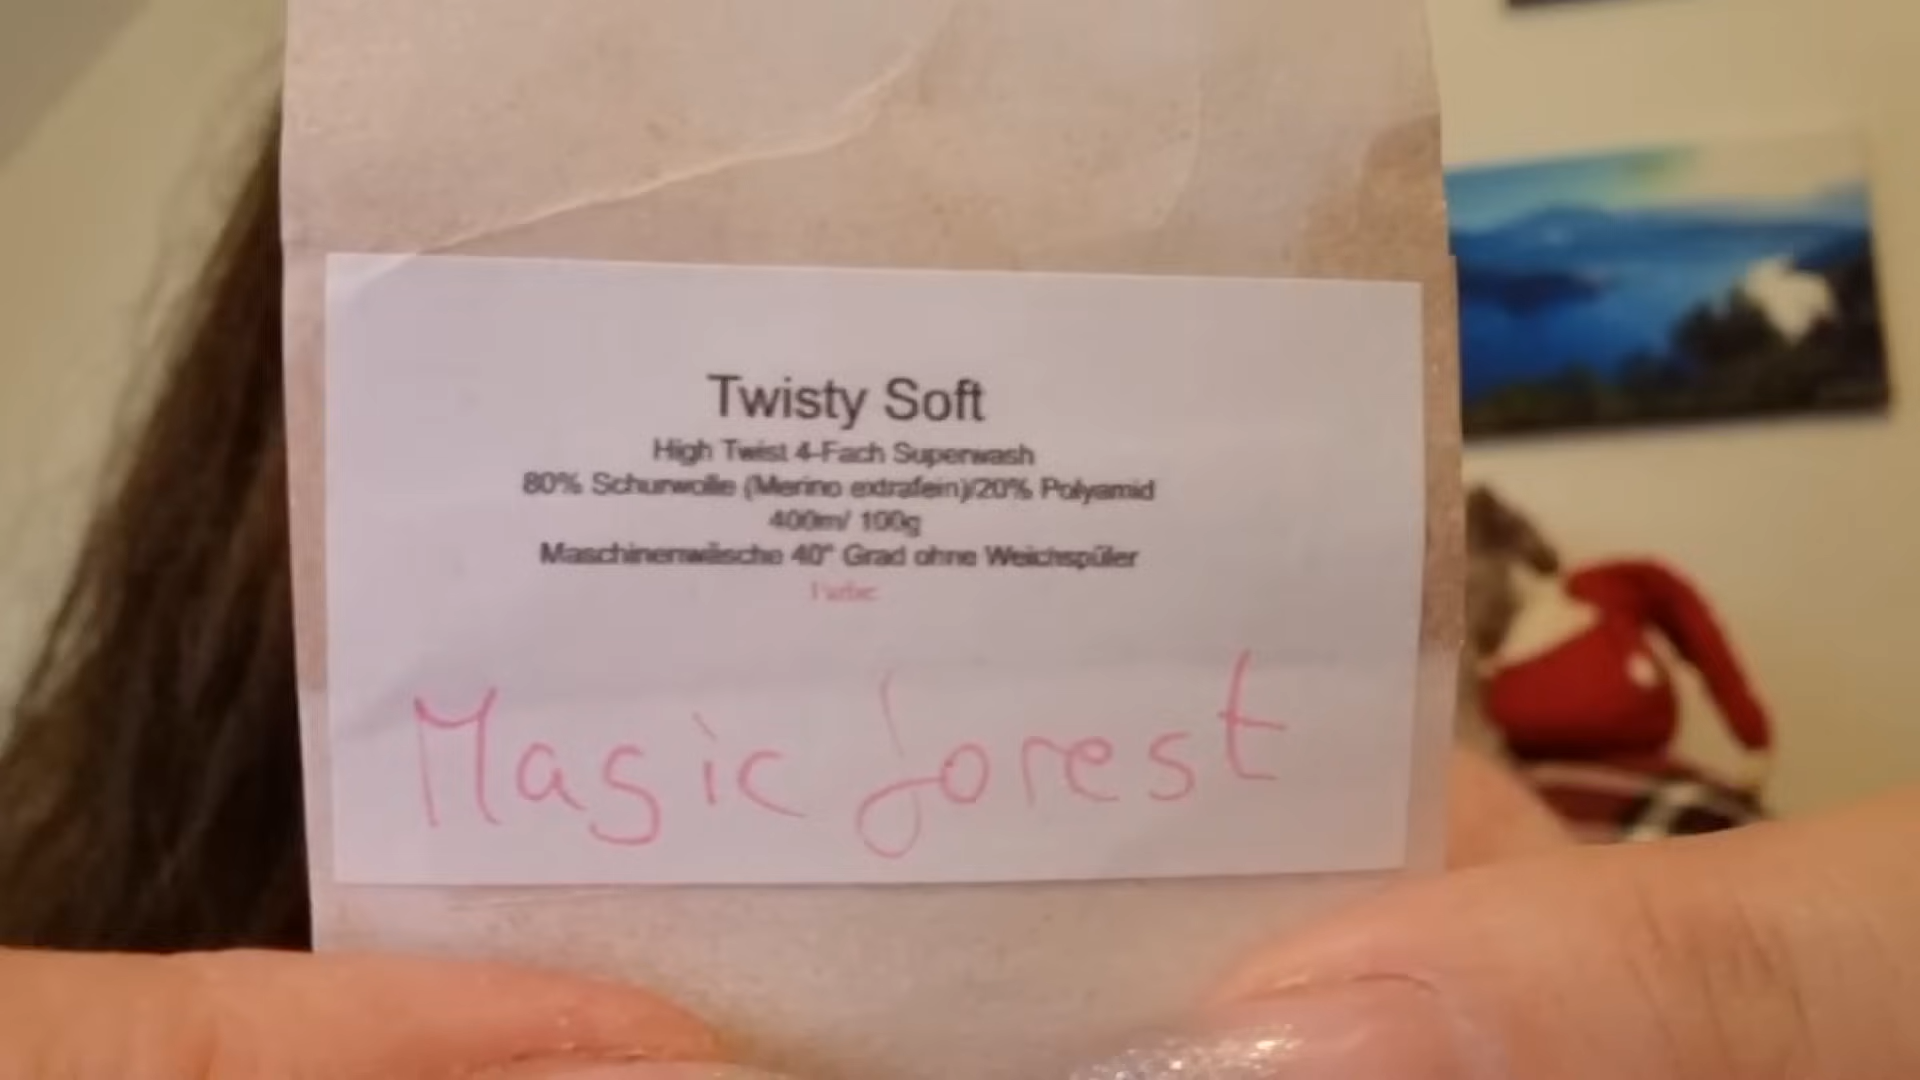 Twisty Soft
High Twist 4-Fach Superwash
80% Schurwolle (Merino extrafein)/20% Polyamid
400m/ 100g
Maschinenwäsche 40° Grad ohne Weichspüler
Farbe:
Magic forest